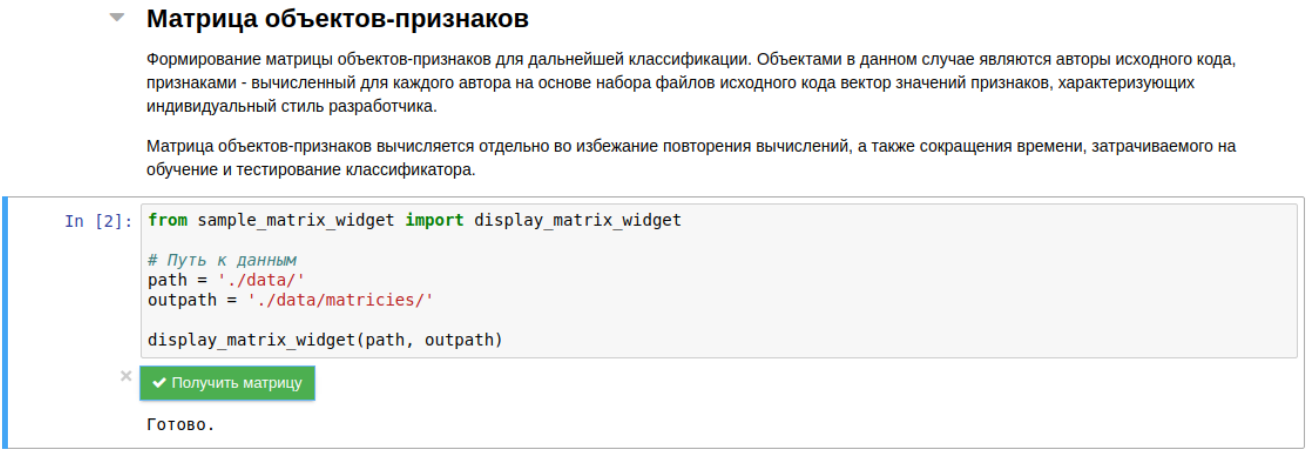 Матрица объектов-признаков
Формирование матрицы объектов-признаков для дальнейшей классификации. Объектами в данном случае являются авторы исходного кода,
признаками - вычисленный для каждого автора на основе набора файлов исходного кода вектор значений признаков, характеризующих
индивидуальный стиль разработчика.
Матрица объектов-признаков вычисляется отдельно во избежание повторения вычислений, а также сокращения времени, затрачиваемого на
обучение и тестирование классификатора.
In [2]: from sample_matrix_widget import display_matrix_widget
# Путь к данным
path = './data/'
outpath = './data/matricies/'
display_matrix_widget(path, outpath)
Получить матрицу
Готово.